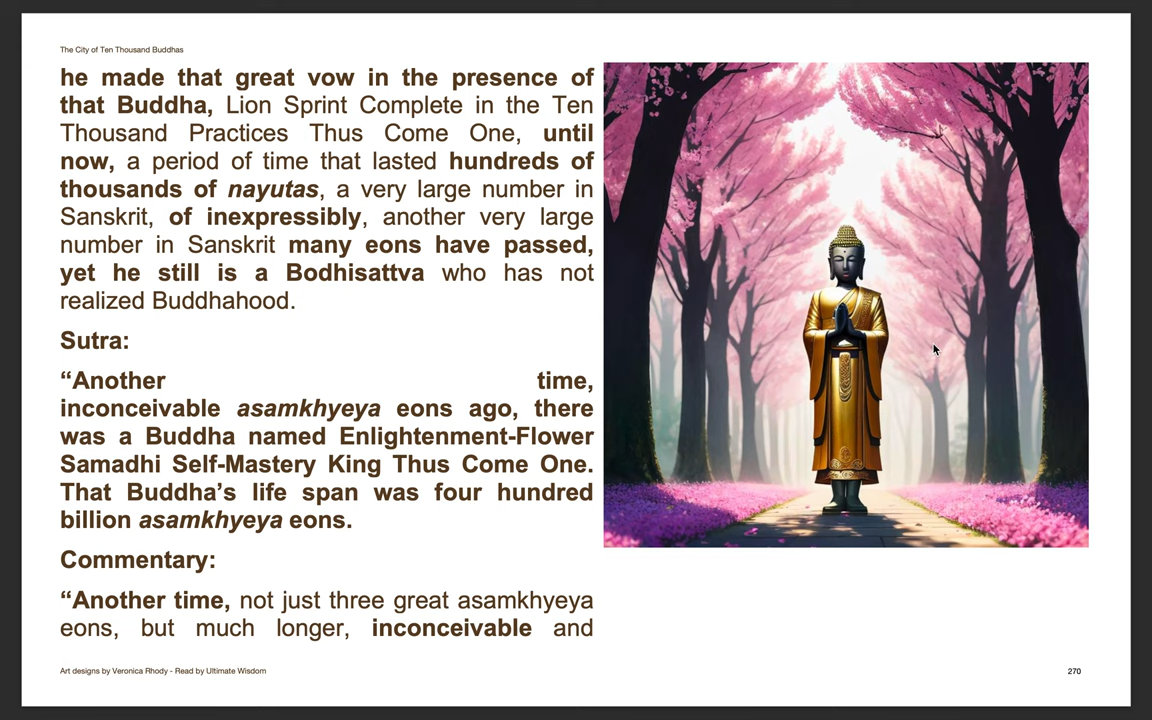 The City of Ten Thousand Buddhas
he made that great vow in the presence of
that Buddha, Lion Sprint Complete in the Ten
Thousand Practices Thus Come One, until
now, a period of time that lasted hundreds of
thousands of nayutas, a very large number in
Sanskrit, of inexpressibly, another very large
number in Sanskrit many eons have passed,
yet he still is a Bodhisattva who has not
realized Buddhahood.
Sutra:
“Another time,
inconceivable asamkhyeya eons ago, there
was a Buddha named Enlightenment-Flower
Samadhi Self-Mastery King Thus Come One.
That Buddha’s life span was four hundred
billion asamkhyeya eons.
Commentary:
“Another time, not just three great asamkhyeya
eons, but much longer, inconceivable and
Art designs by Veronica Rhody - Read by Ultimate Wisdom
270